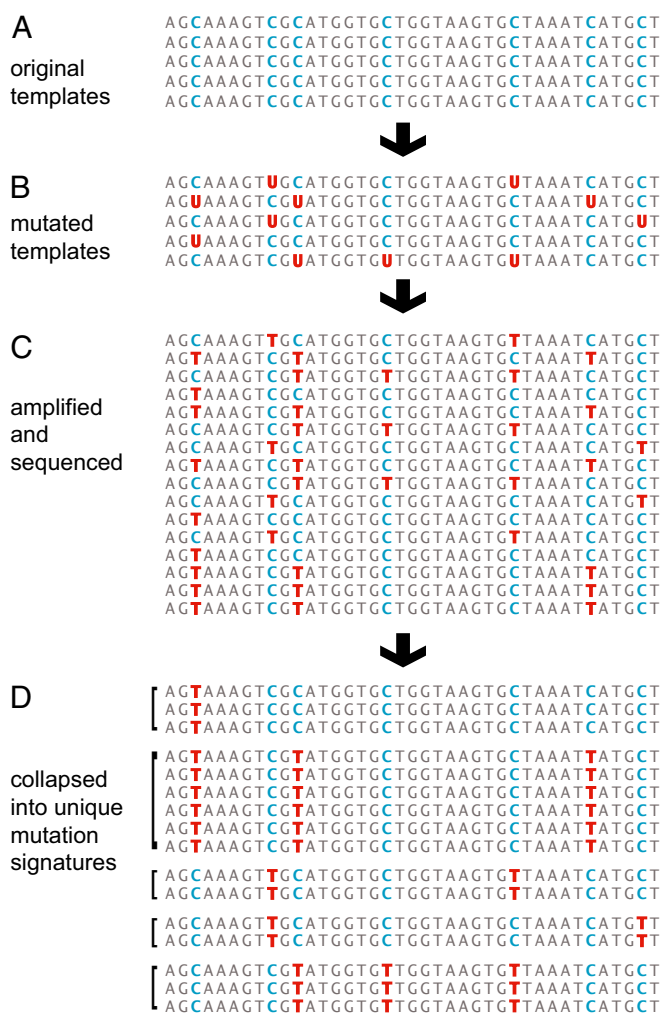 A
original
templates
AGCAAAGTCGCATGGTGCTGGTAAGTGCTAAATCATGCT
AGCAAAGTCGCATGGTGCTGGTAAGTGCTAAATCATGCT
AGCAAAGTCGCATGGTGCTGGTAAGTGCTAAATCATGCT
AGCAAAGTCGCATGGTGCTGGTAAGTGCTAAATCATGCT
AGCAAAGTCGCATGGTGCTGGTAAGTGCTAAATCATGCT
B
mutated
templates
AGCAAAGTUGCATGGTGCTGGTAAGTGUTAAATCATGCT
AGUAAAGTCGUATGGTGCTGGTAAGTGCTAAATUATGCT
AGCAAAGTUGCATGGTGCTGGTAAGTGCTAAATCATGUT
AGUAAAGTCGCATGGTGCTGGTAAGTGCTAAATCATGCT
AGCAAAGTCGUATGGTGUTGGTAAGTGUTAAATCATGCT
C
amplified
and
sequenced
AGCAAAGTTGCATGGTGCTGGTAAGTGTTAAATCATGCT
AGTAAAGTCGTATGGTGCTGGTAAGTGCTAAATTATGCT
AGCAAAGTCGTATGGTGTTGGTAAGTGTTAAATCATGCT
AGTAAAGTCGCATGGTGCTGGTAAGTGCTAAATCATGCT
AGTAAAGTCGTATGGTGCTGGTAAGTGCTAAATTATGCT
AGCAAAGTCGTATGGTGTTGGTAAGTGTTAAATCATGCT
AGCAAAGTTGCATGGTGCTGGTAAGTGCTAAATCATGTT
AGTAAAGTCGTATGGTGCTGGTAAGTGCTAAATTATGCT
AGCAAAGTCGTATGGTGTTGGTAAGTGTTAAATCATGCT
AGCAAAGTTGCATGGTGCTGGTAAGTGCTAAATCATGTT
AGTAAAGTCGCATGGTGCTGGTAAGTGCTAAATCATGCT
AGCAAAGTTGCATGGTGCTGGTAAGTGTTAAATCATGCT
AGTAAAGTCGCATGGTGCTGGTAAGTGCTAAATCATGCT
AGTAAAGTCGTATGGTGCTGGTAAGTGCTAAATTATGCT
AGTAAAGTCGTATGGTGCTGGTAAGTGCTAAATTATGCT
AGTAAAGTCGTATGGTGCTGGTAAGTGCTAAATTATGCT
D
collapsed
into unique
mutation
signatures
AGTAAAGTCGCATGGTGCTGGTAAGTGCTAAATCATGCT
AGTAAAGTCGCATGGTGCTGGTAAGTGCTAAATCATGCT
AGTAAAGTCGCATGGTGCTGGTAAGTGCTAAATCATGCT
AGTAAAGTCGTATGGTGCTGGTAAGTGCTAAATTATGCT
AGTAAAGTCGTATGGTGCTGGTAAGTGCTAAATTATGCT
AGTAAAGTCGTATGGTGCTGGTAAGTGCTAAATTATGCT
AGTAAAGTCGTATGGTGCTGGTAAGTGCTAAATTATGCT
AGTAAAGTCGTATGGTGCTGGTAAGTGCTAAATTATGCT
AGTAAAGTCGTATGGTGCTGGTAAGTGCTAAATTATGCT
AGCAAAGTTGCATGGTGCTGGTAAGTGTTAAATCATGCT
AGCAAAGTTGCATGGTGCTGGTAAGTGTTAAATCATGCT
AGCAAAGTTGCATGGTGCTGGTAAGTGCTAAATCATGTT
AGCAAAGTTGCATGGTGCTGGTAAGTGCTAAATCATGTT
AGCAAAGTCGTATGGTGTTGGTAAGTGTTAAATCATGCT
AGCAAAGTCGTATGGTGTTGGTAAGTGTTAAATCATGCT
AGCAAAGTCGTATGGTGTTGGTAAGTGTTAAATCATGCT